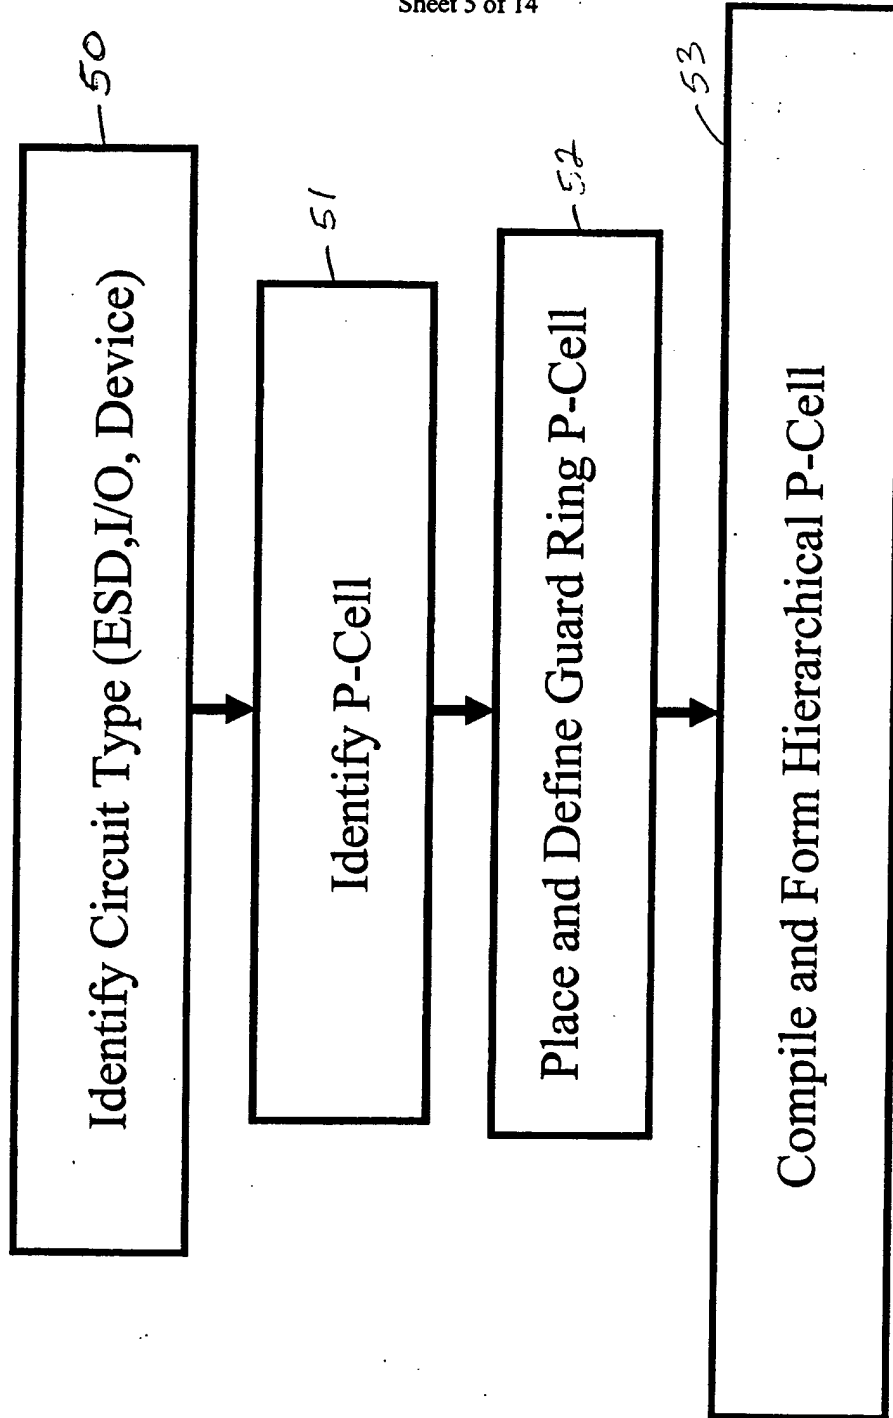 Sheet 5 of 14
Identify Circuit Type (ESD,I/O, Device)
50
Identify P-Cell
51
Place and Define Guard Ring P-Cell
52
Compile and Form Hierarchical P-Cell
53